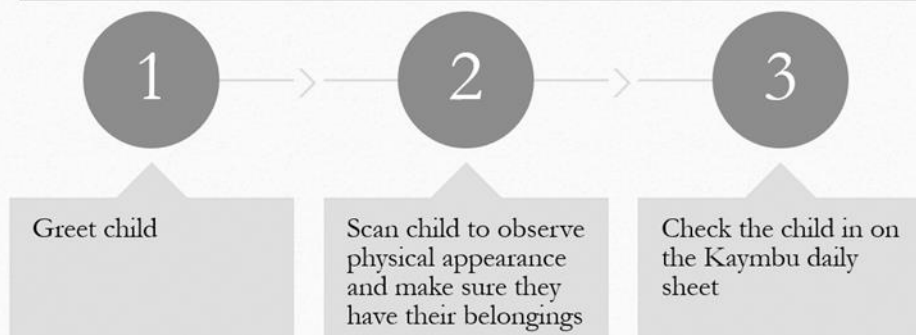 1
2
3
Greet child
Scan child to observe
physical appearance
and make sure they
have their belongings
Check the child in on
the Kaymbu daily
sheet